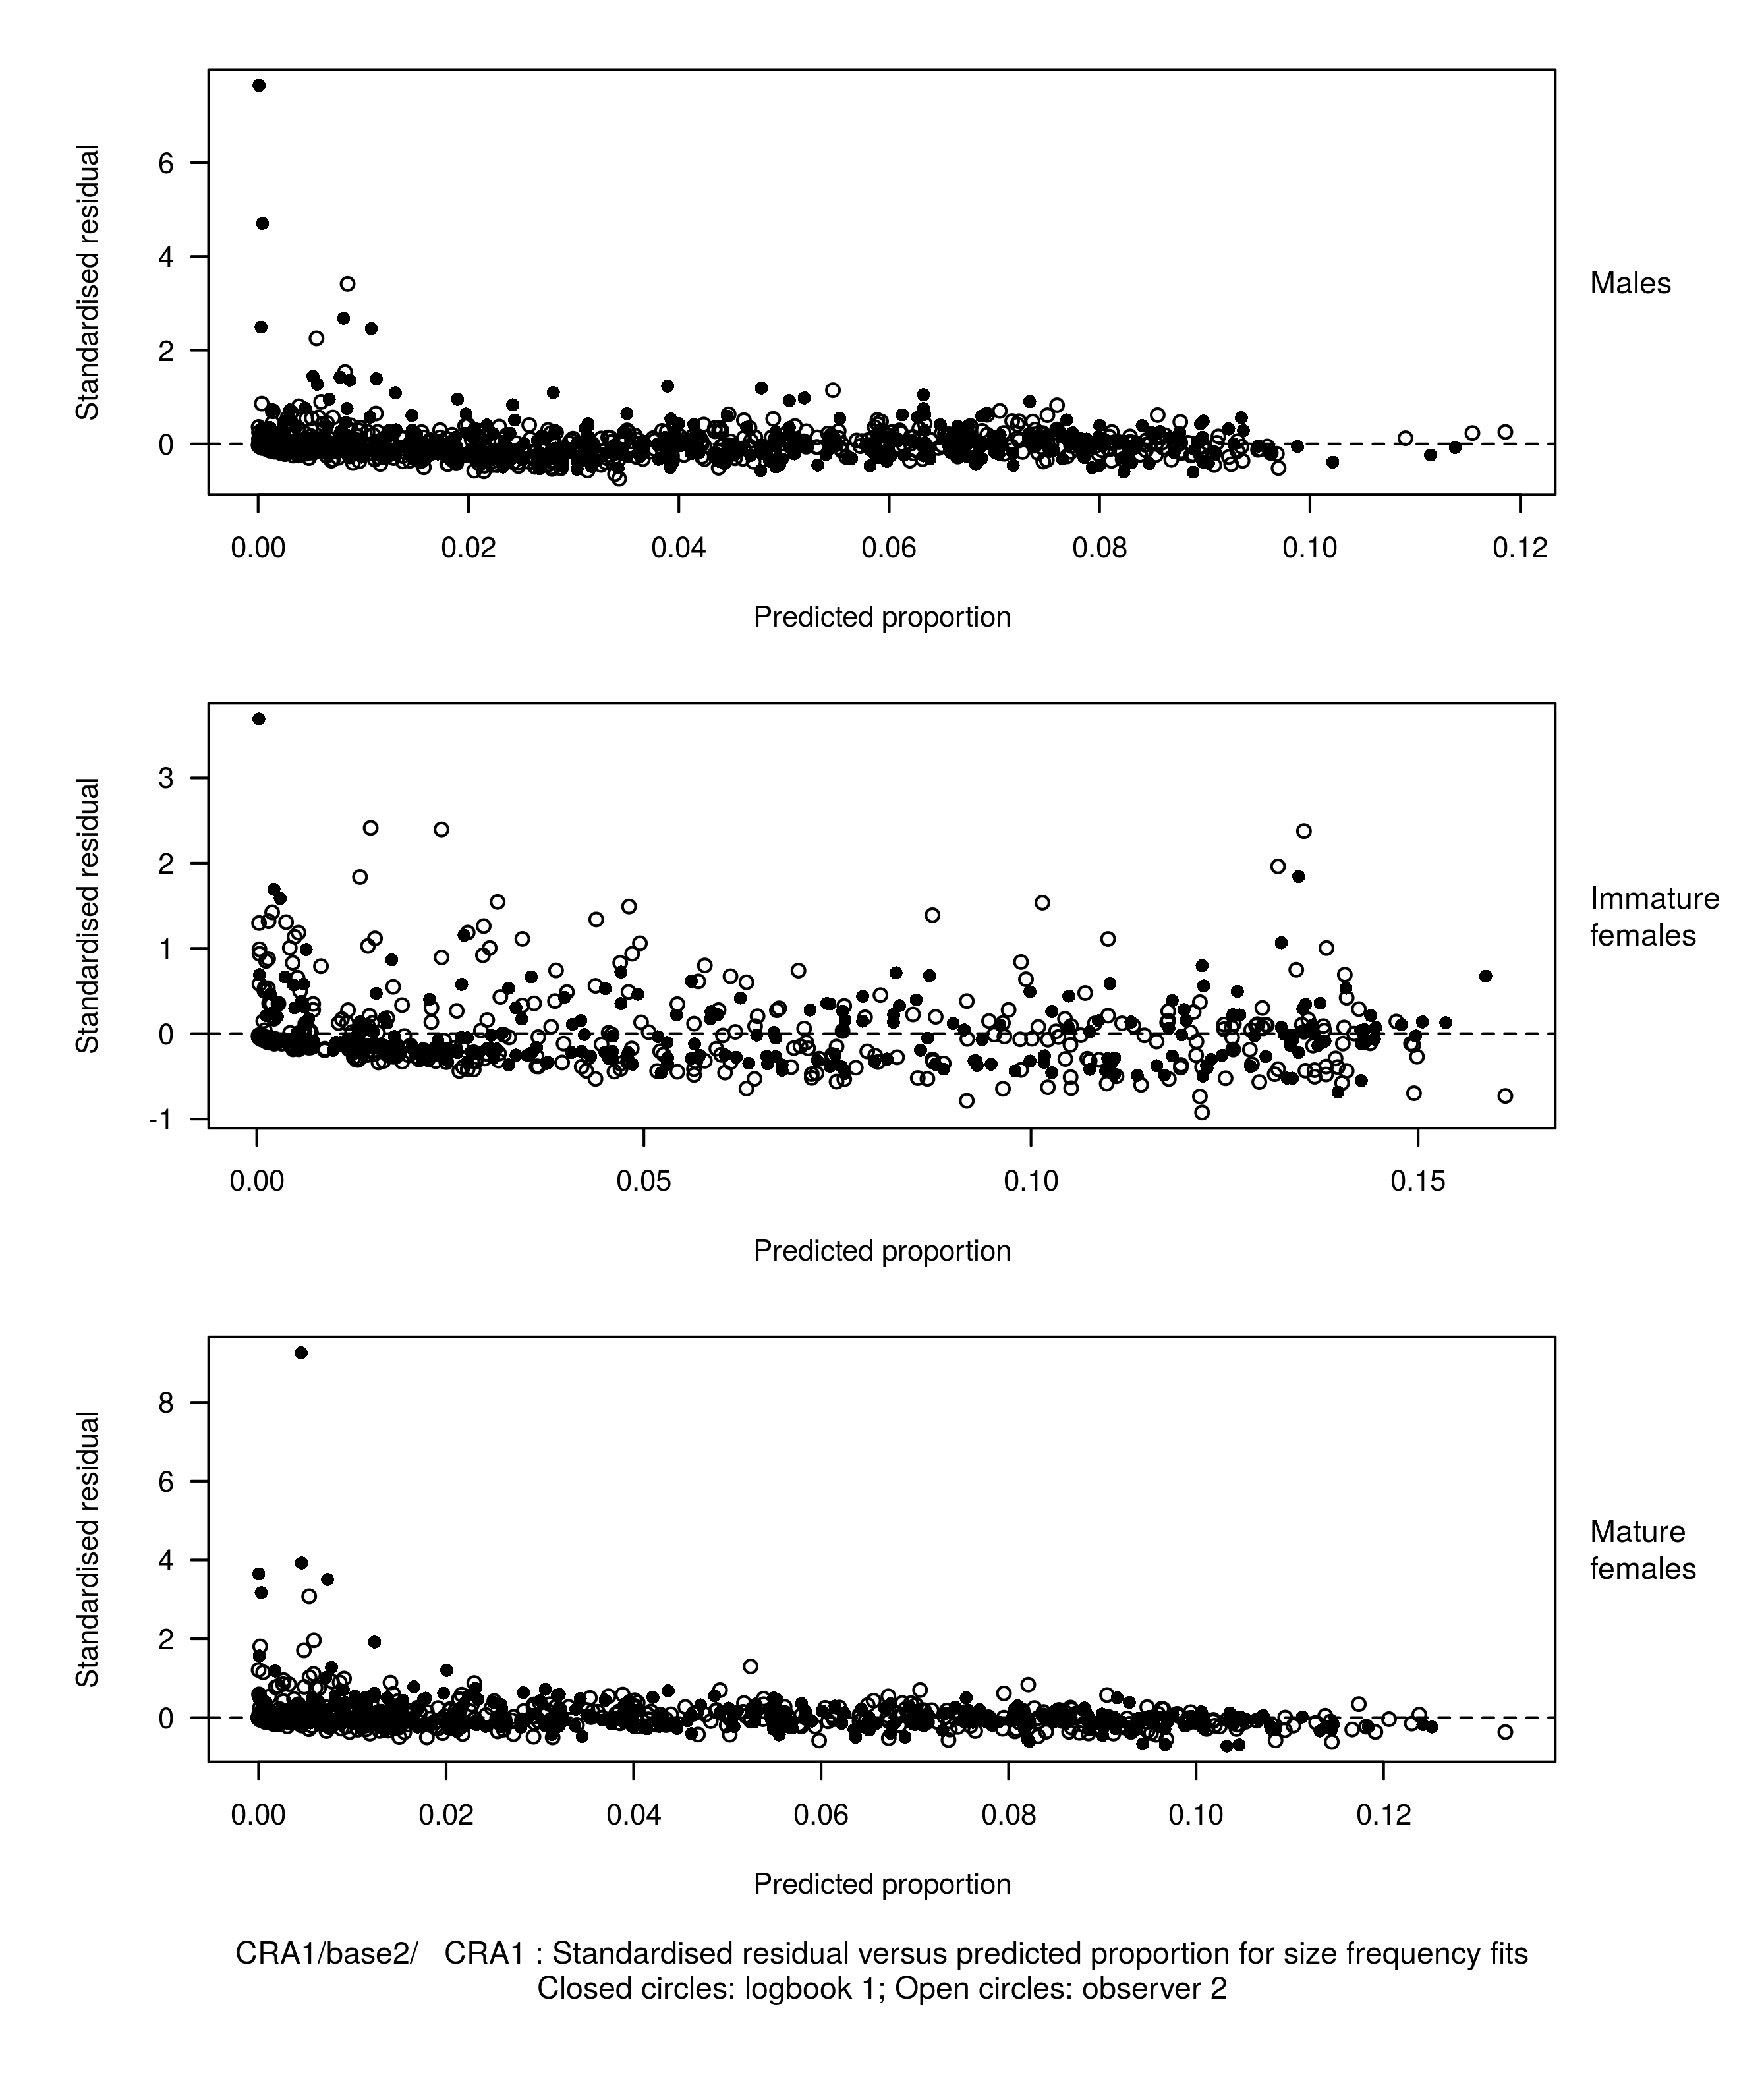 Standardised residual
6
4
2
0
0.00 0.02 0.04 0.06 0.08 0.10 0.12
Predicted proportion
Males
Standardised residual
3
2
1
0
-1
0.00 0.05 0.10 0.15
Predicted proportion
Immature
females
Standardised residual
8
6
4
2
0
0.00 0.02 0.04 0.06 0.08 0.10 0.12
Predicted proportion
Mature
females
CRA1/base2/ CRA1 : Standardised residual versus predicted proportion for size frequency fits
Closed circles: logbook 1; Open circles: observer 2